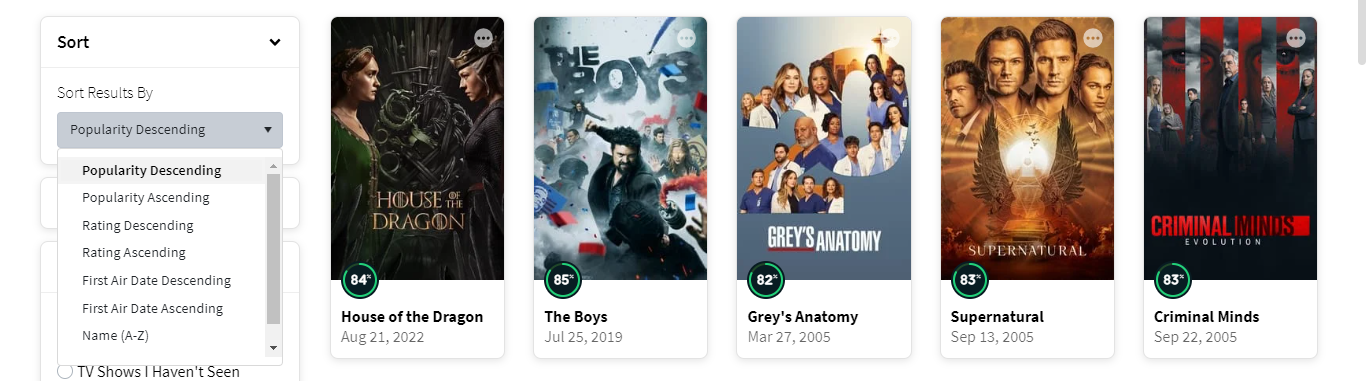 Sort
Sort Results By
Popularity Descending
Popularity Descending
Popularity Ascending
Rating Descending
Rating Ascending
First Air Date Descending
First Air Date Ascending
Name (A-Z)
TV Shows I Haven't Seen
HOUSE OF THE
DRAGON
84%
House of the Dragon
Aug 21, 2022
THE
BOYS
85%
The Boys
Jul 25, 2019
GREY'S ANATOMY
82%
Grey's Anatomy
Mar 27, 2005
SUPERNATURAL
83%
Supernatural
Sep 13, 2005
CRIMINAL MINDS
EVOLUTION
83%
Criminal Minds
Sep 22, 2005